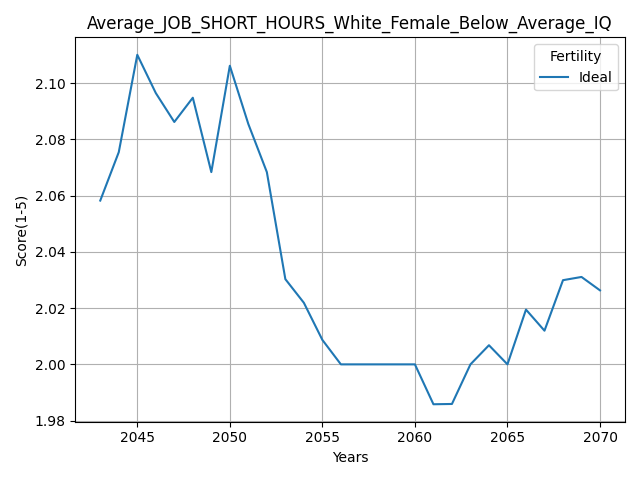 Average_JOB_SHORT_HOURS_White_Female_Below_Average_IQ
Fertility
Ideal
2.10
2.08
2.06
2.04
2.02
2.00
1.98
Score(1-5)
2045 2050 2055 2060 2065 2070
Years